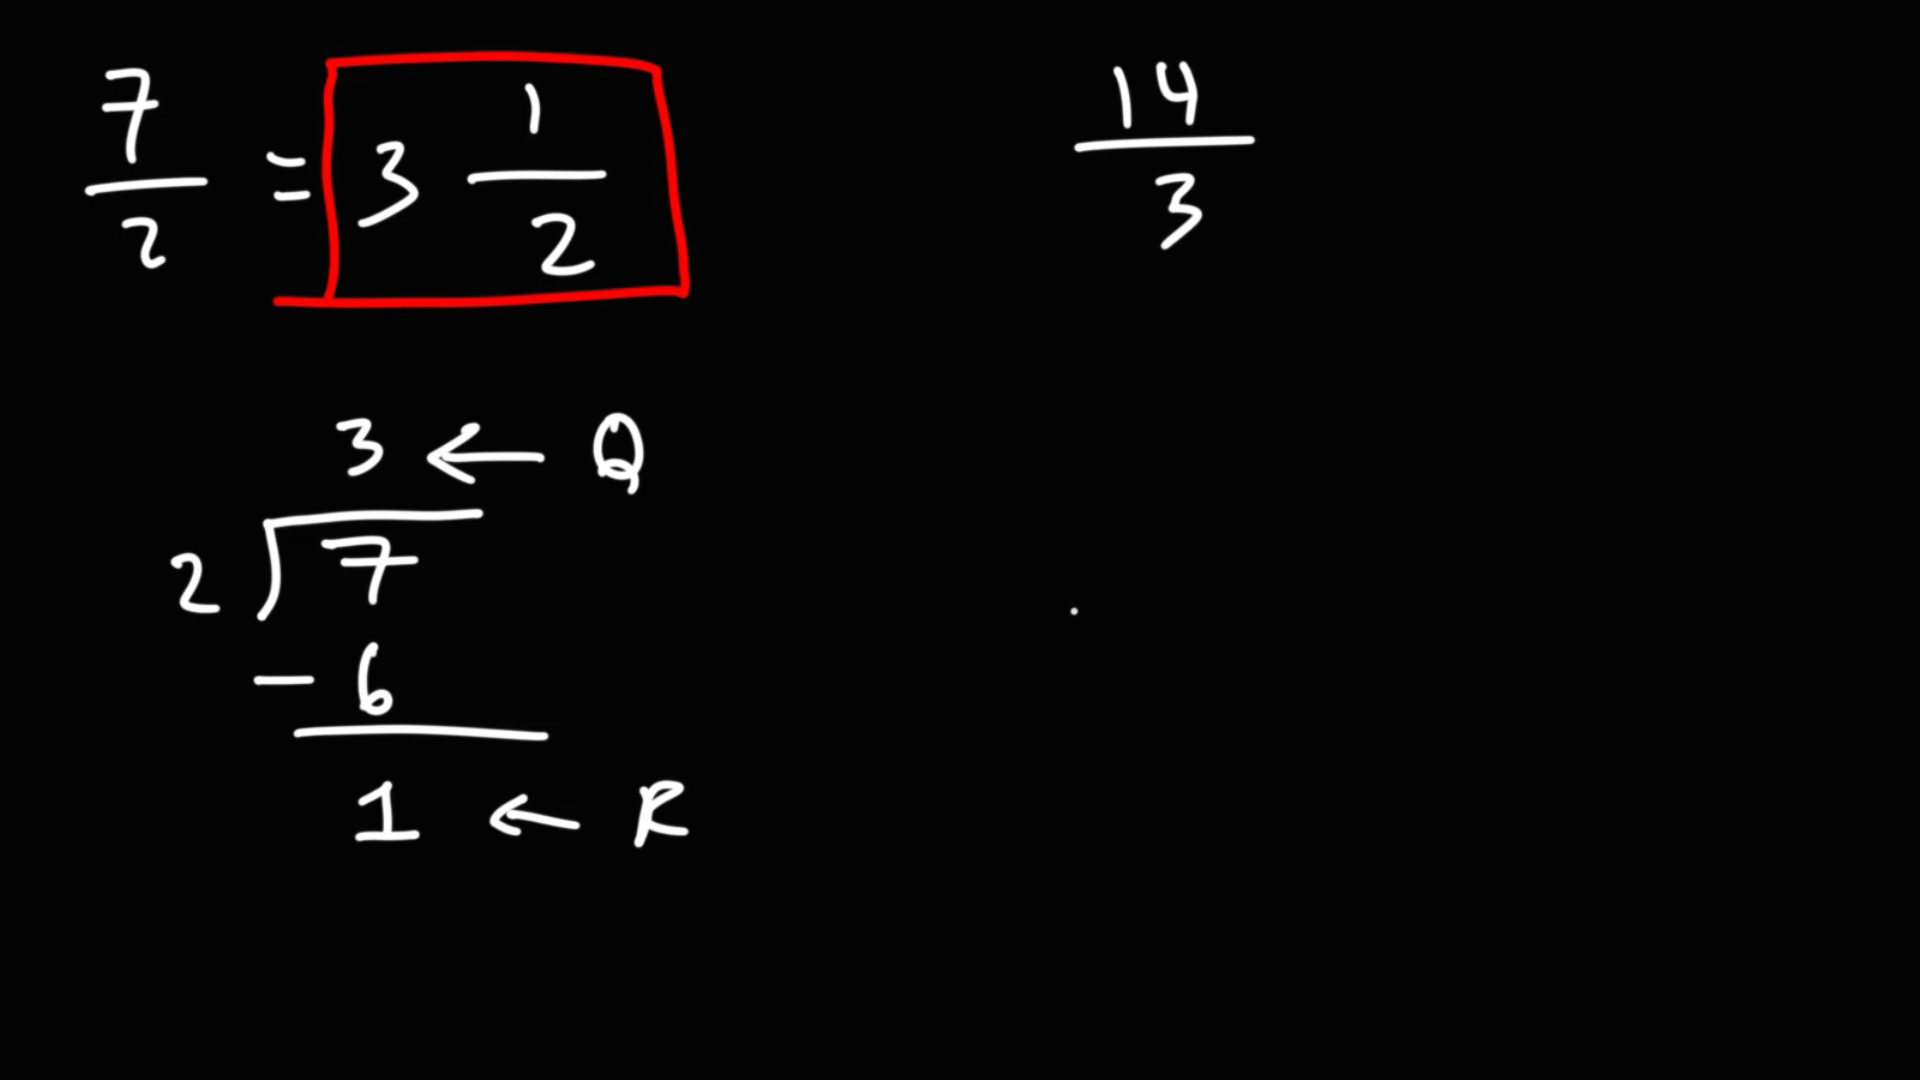 7/2 = 3 1/2
3 ← Q
2 7
- 6
1 ← R
14/3